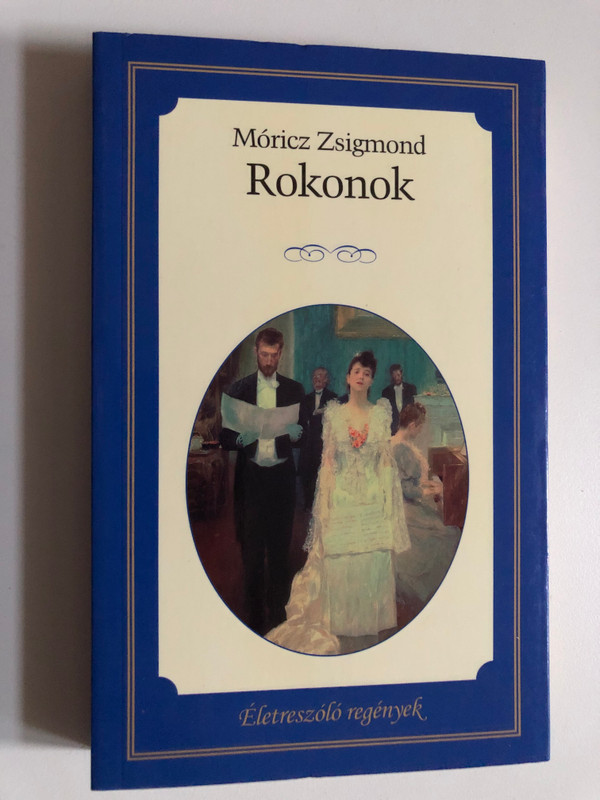 Móricz Zsigmond
Rokonok
Életreszóló regények